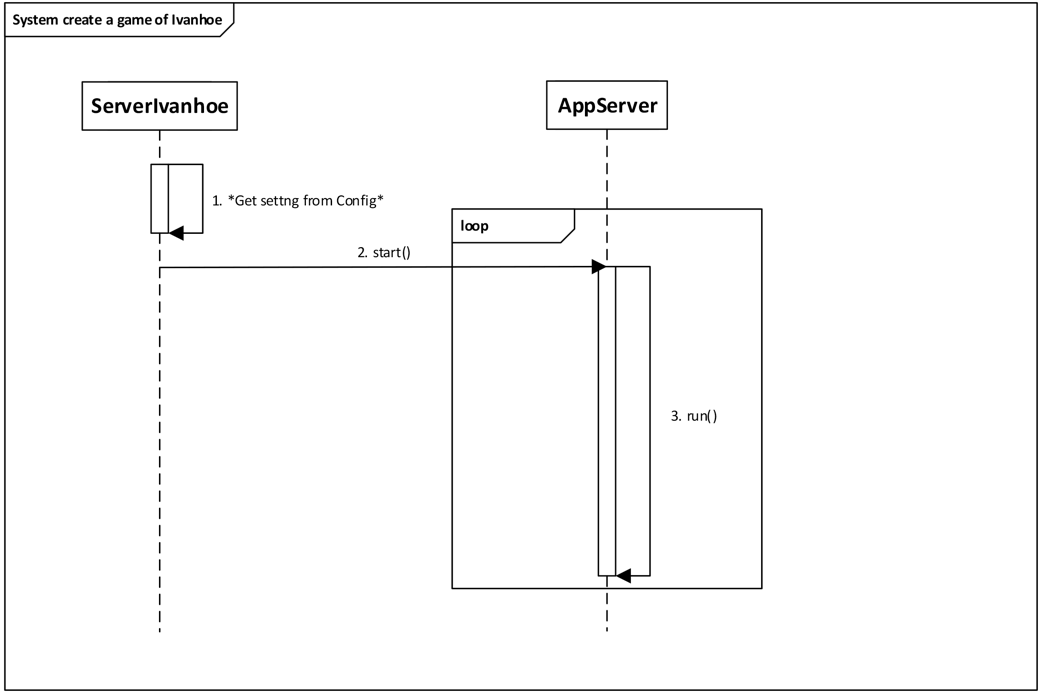 System create a game of Ivanhoe
ServerIvanhoe
AppServer
1. *Get settng from Config*
loop
2. start()
3. run()